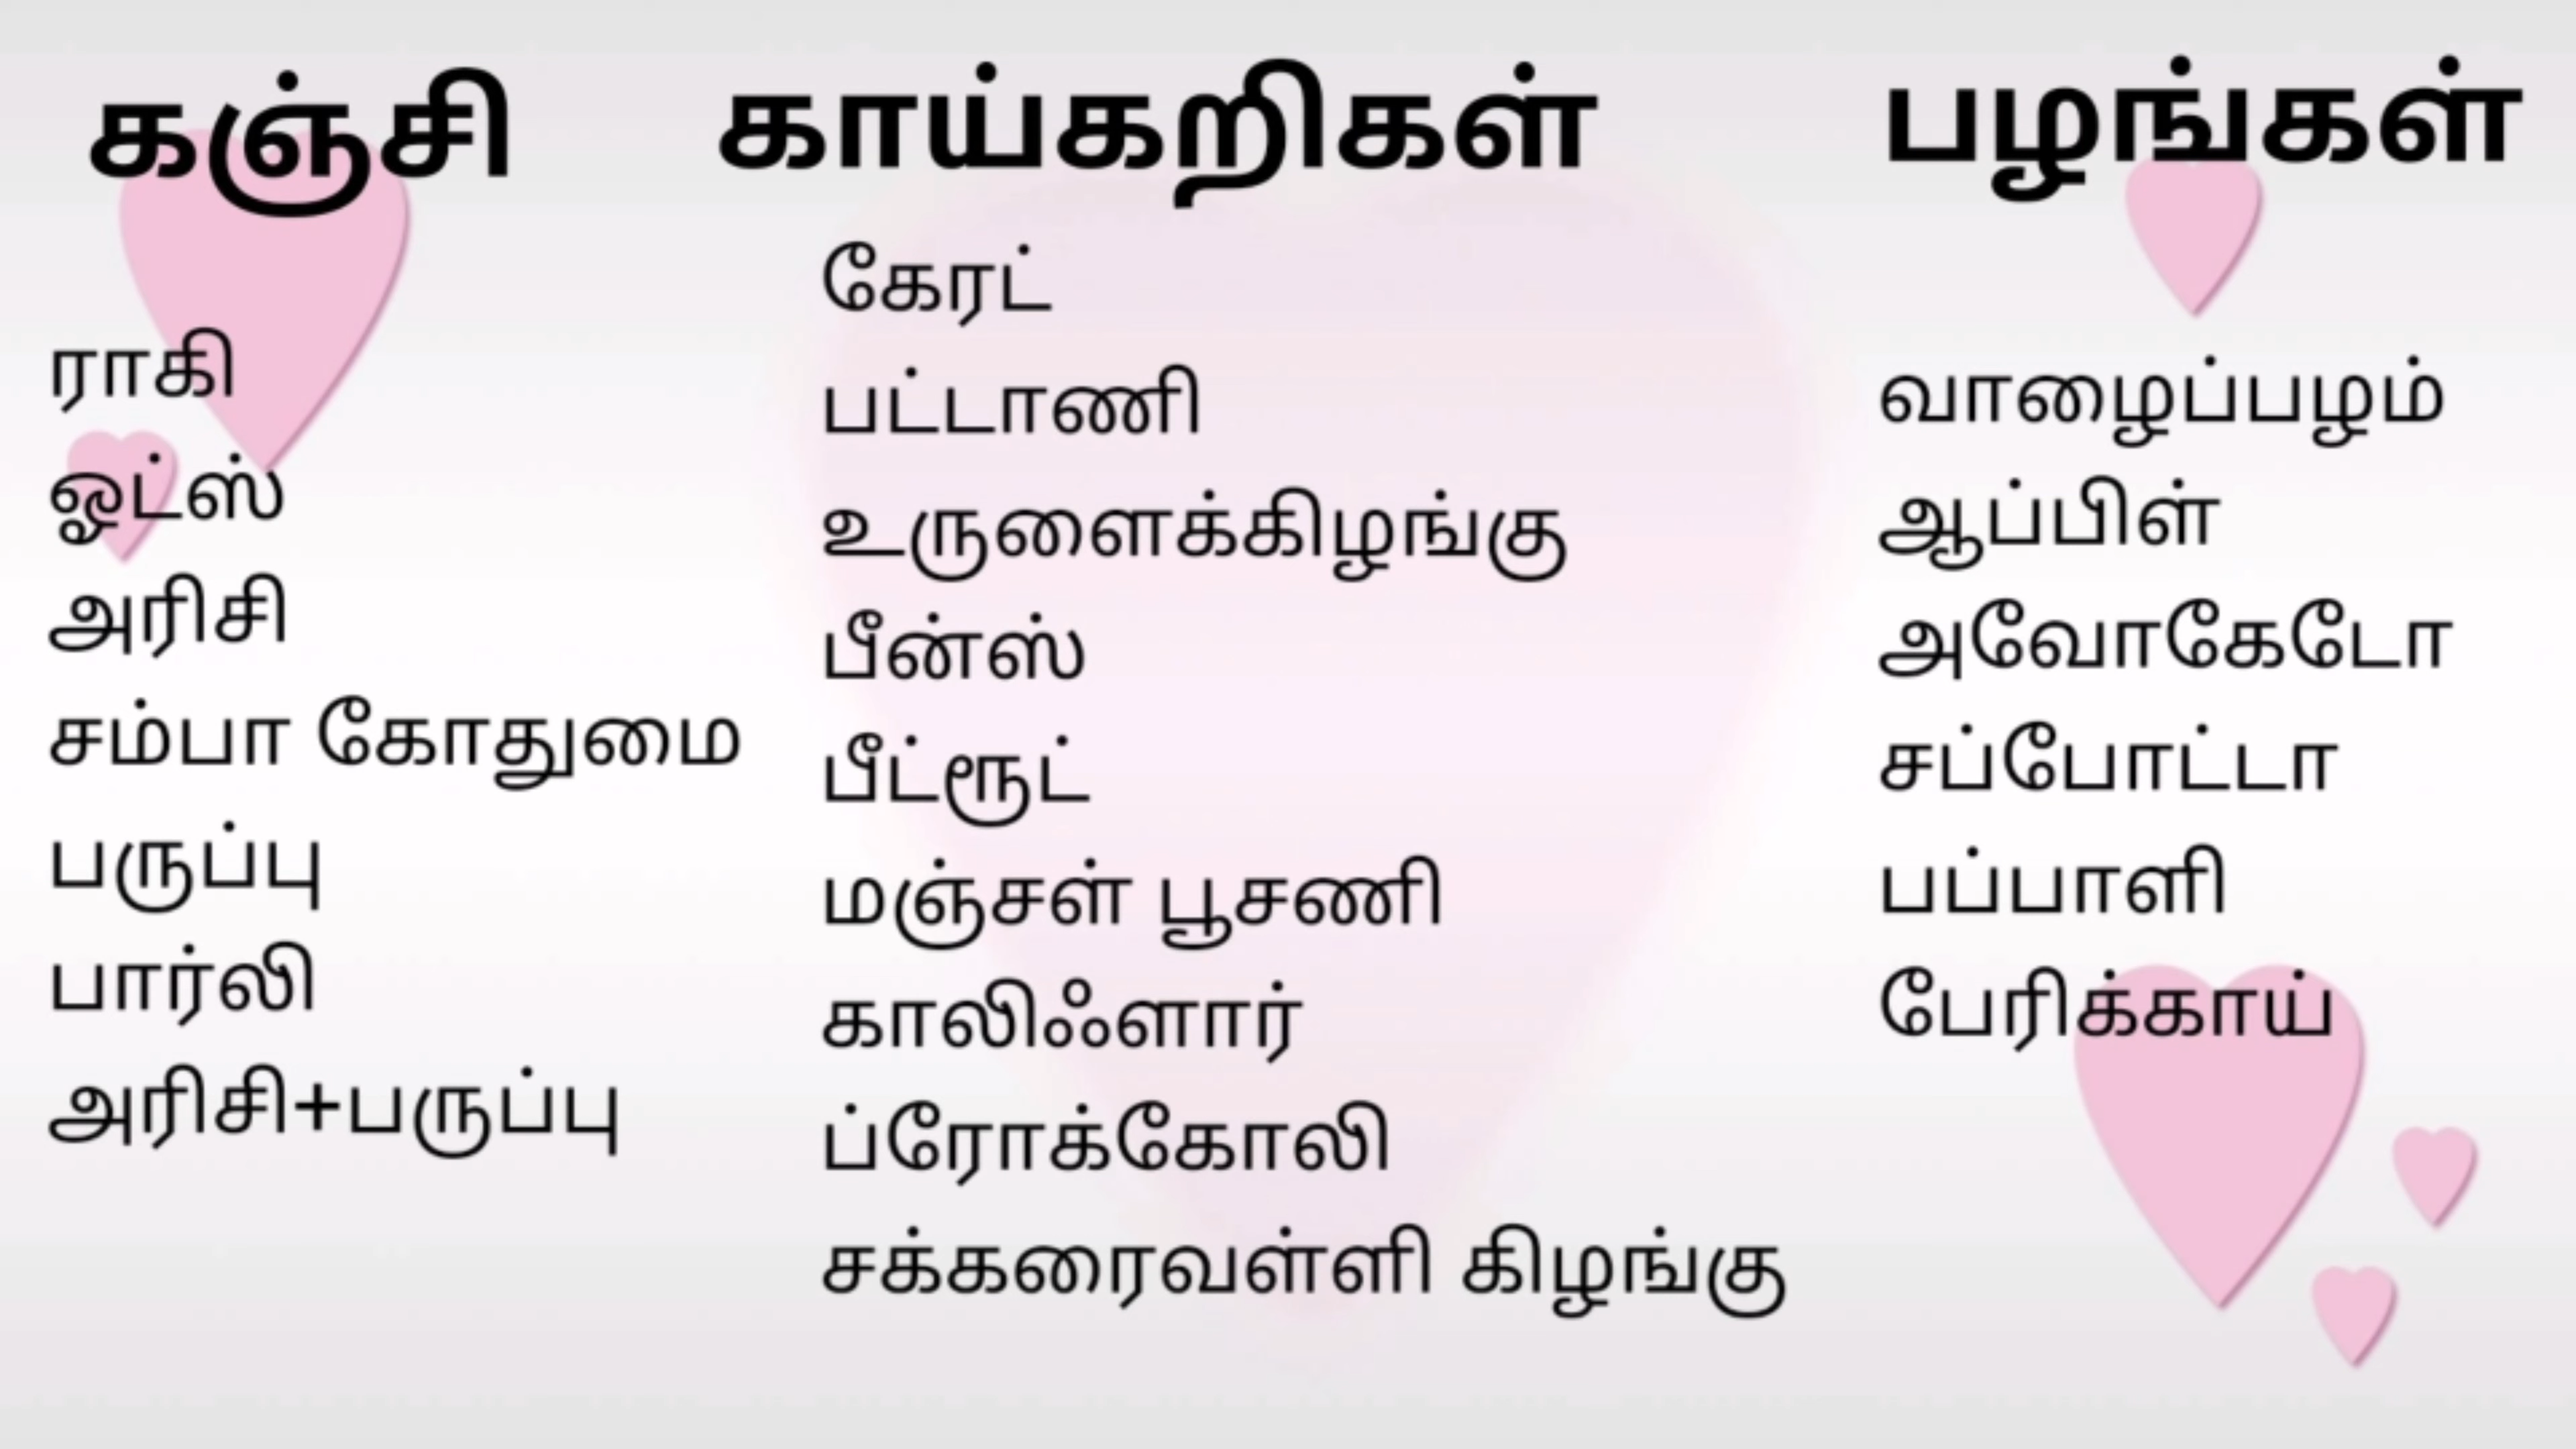 கஞ்சி
ராகி
ஓட்ஸ்
அரிசி
சம்பா கோதுமை
பருப்பு
பார்லி
அரிசி+பருப்பு
காய்கறிகள்
கேரட்
பட்டாணி
உருளைக்கிழங்கு
பீன்ஸ்
பீட்ரூட்
மஞ்சள் பூசணி
காலிஃளார்
ப்ரோக்கோலி
சக்கரைவள்ளி கிழங்கு
பழங்கள்
வாழைப்பழம்
ஆப்பிள்
அவோகேடோ
சப்போட்டா
பப்பாளி
பேரிக்காய்